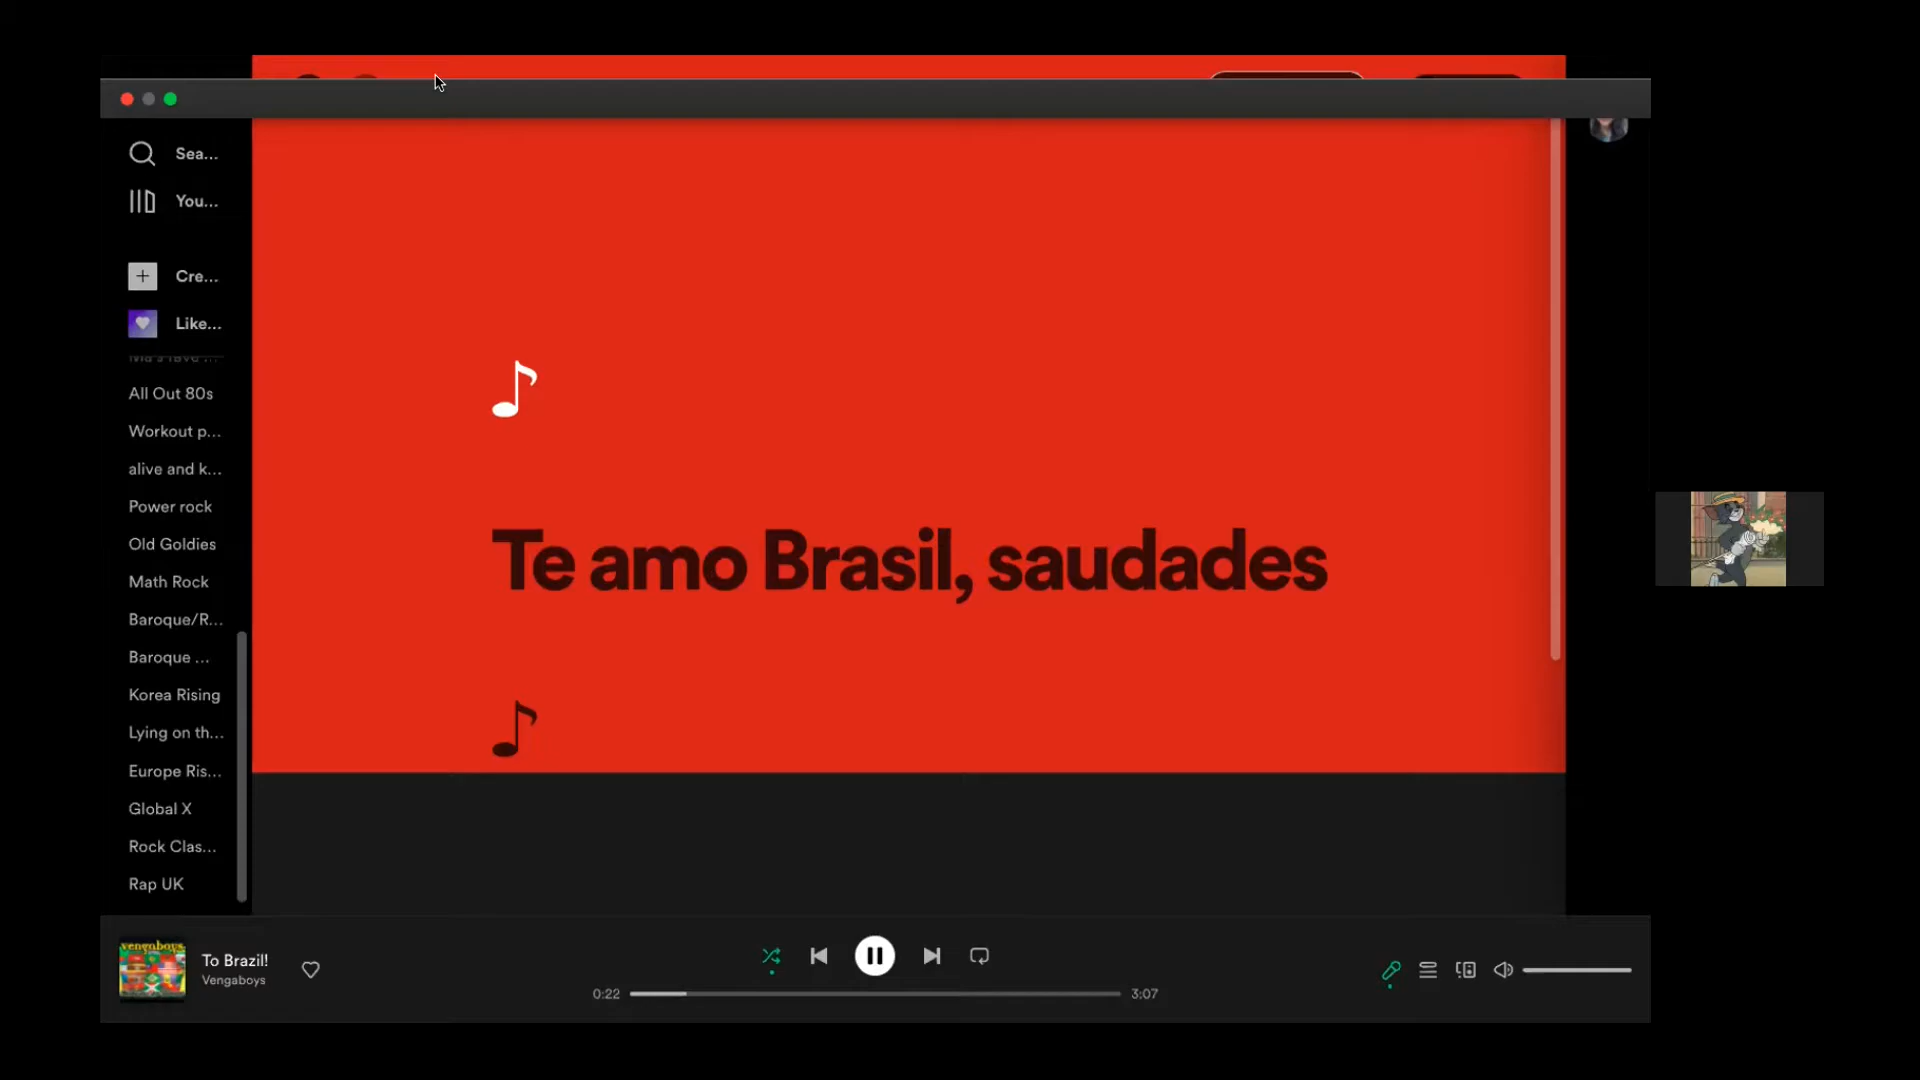 Sea...
You...
Cre...
Like...
All Out 80s
Workout p...
alive and k...
Power rock
Old Goldies
Math Rock
Baroque/R...
Baroque ...
Korea Rising
Lying on th...
Europe Ris...
Global X
Rock Clas...
Rap UK
♪
Te amo Brasil, saudades
♪
vengaboys
To Brazil!
Vengaboys
0:22
3:07